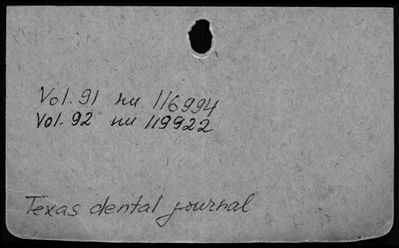 Vol. 91 nu 116994
Vol. 92 nu 119922
Texas dental journal